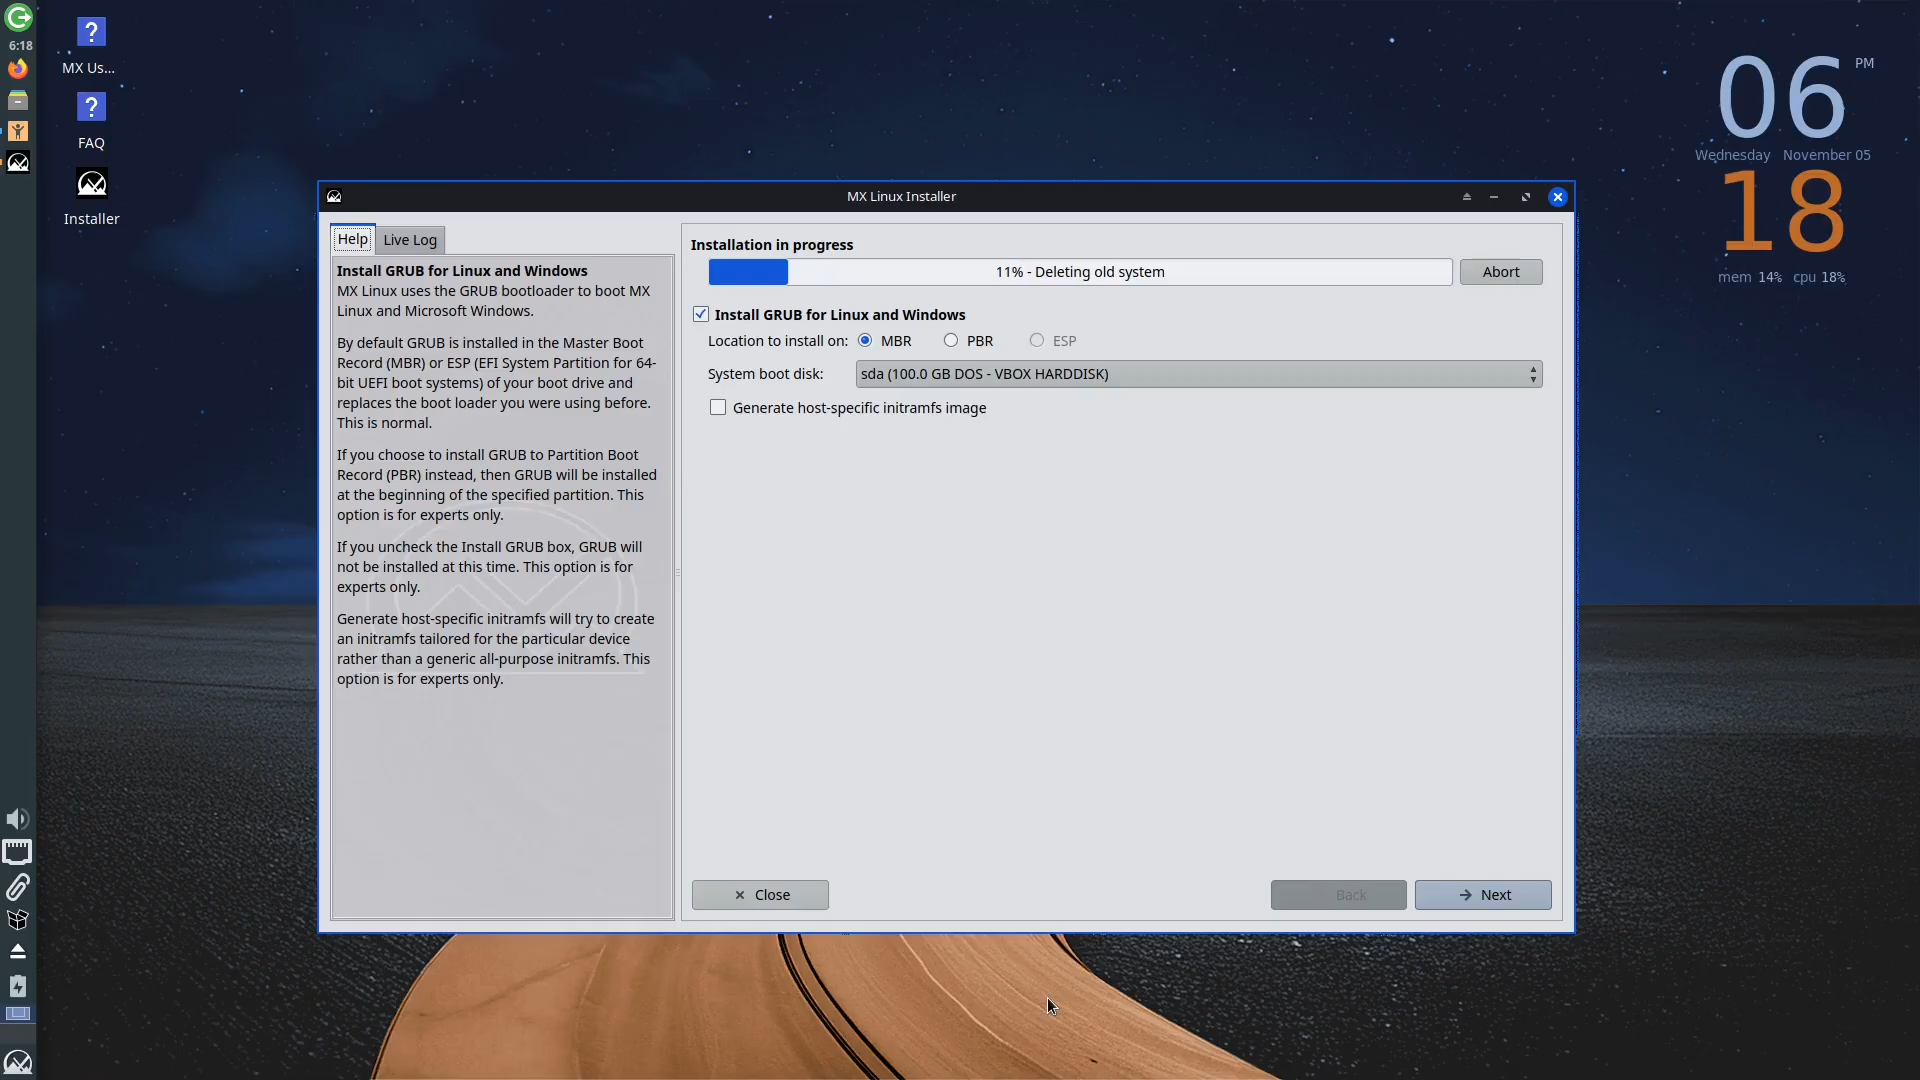 6:18
MX Us...
FAQ
Installer
06
PM
Wednesday November 05
18
mem 14% cpu 18%
MX Linux Installer
Help
Live Log
Install GRUB for Linux and Windows
MX Linux uses the GRUB bootloader to boot MX
Linux and Microsoft Windows.
By default GRUB is installed in the Master Boot
Record (MBR) or ESP (EFI System Partition for 64-
bit UEFI boot systems) of your boot drive and
replaces the boot loader you were using before.
This is normal.
If you choose to install GRUB to Partition Boot
Record (PBR) instead, then GRUB will be installed
at the beginning of the specified partition. This
option is for experts only.
If you uncheck the Install GRUB box, GRUB will
not be installed at this time. This option is for
experts only.
Generate host-specific initramfs will try to create
an initramfs tailored for the particular device
rather than a generic all-purpose initramfs. This
option is for experts only.
Installation in progress
11% - Deleting old system
Abort
Install GRUB for Linux and Windows
Location to install on: MBR PBR ESP
System boot disk: sda (100.0 GB DOS - VBOX HARDDISK)
Generate host-specific initramfs image
Close
Back
Next